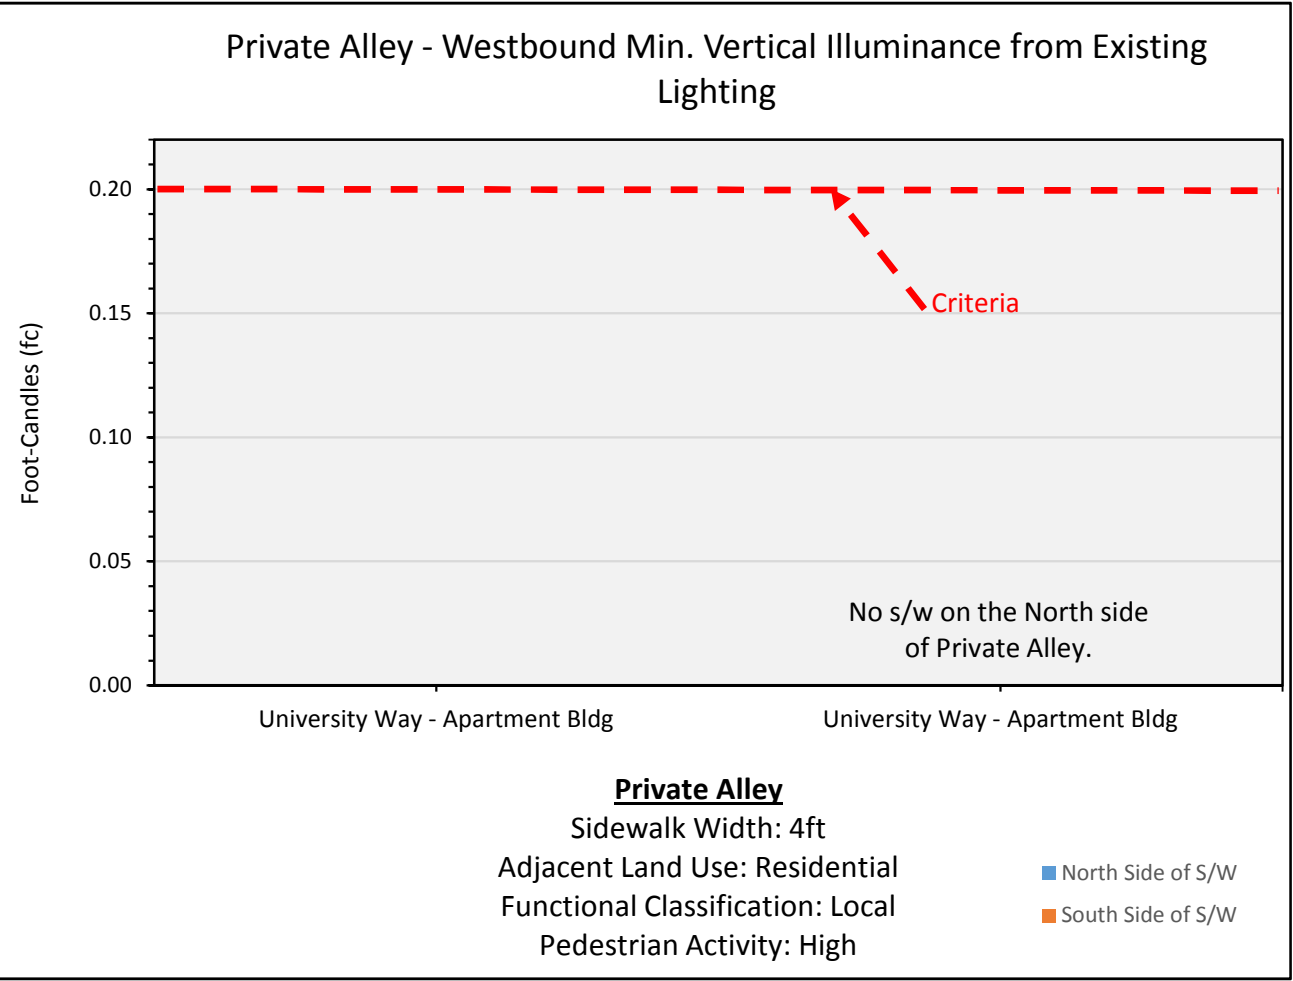 Private Alley - Westbound Min. Vertical Illuminance from Existing
Lighting
Foot-Candles (fc)
0.20
0.15
0.10
0.05
0.00
Criteria
No s/w on the North side
of Private Alley.
University Way - Apartment Bldg
University Way - Apartment Bldg
Private Alley
Sidewalk Width: 4ft
Adjacent Land Use: Residential
Functional Classification: Local
Pedestrian Activity: High
North Side of S/W
South Side of S/W